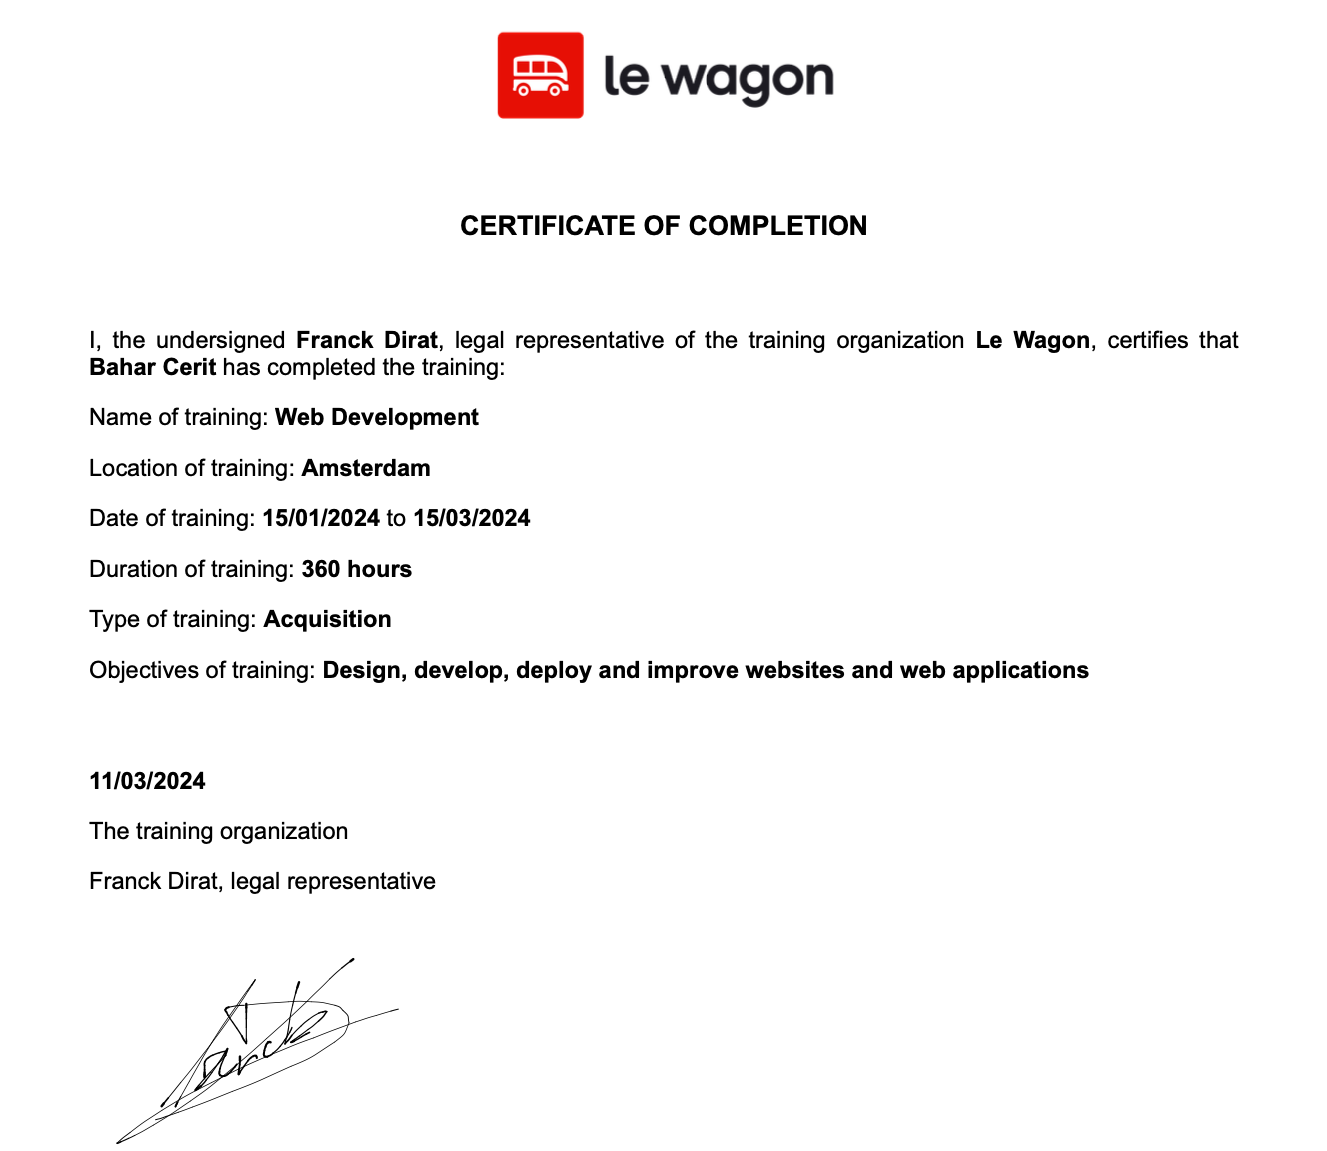 le wagon
CERTIFICATE OF COMPLETION
I, the undersigned Franck Dirat, legal representative of the training organization Le Wagon, certifies that
Bahar Cerit has completed the training:
Name of training: Web Development
Location of training: Amsterdam
Date of training: 15/01/2024 to 15/03/2024
Duration of training: 360 hours
Type of training: Acquisition
Objectives of training: Design, develop, deploy and improve websites and web applications
11/03/2024
The training organization
Franck Dirat, legal representative